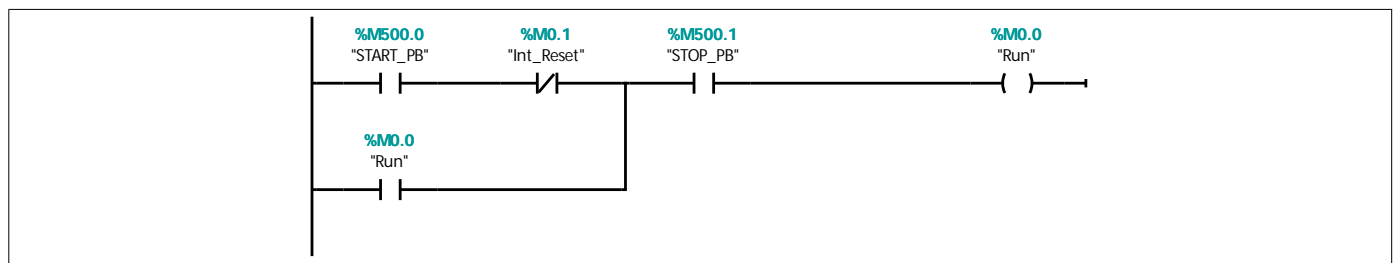 %M500.0 %M0.1 %M500.1 %M0.0
"START_PB" "Int_Reset" "STOP_PB" "Run"
%M0.0
"Run"